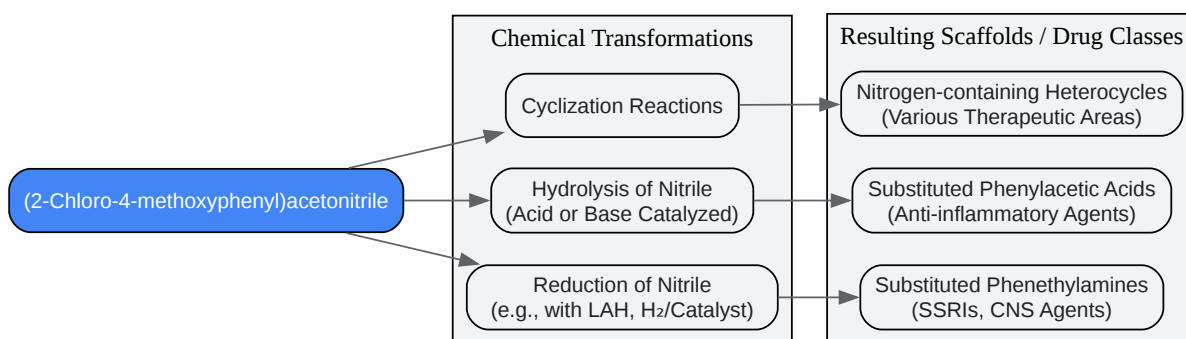 Chemical Transformations
Resulting Scaffolds / Drug Classes
(2-Chloro-4-methoxyphenyl)acetonitrile
Cyclization Reactions
Nitrogen-containing Heterocycles
(Various Therapeutic Areas)
Hydrolysis of Nitrile
(Acid or Base Catalyzed)
Substituted Phenylacetic Acids
(Anti-inflammatory Agents)
Reduction of Nitrile
(e.g., with LAH, H₂/Catalyst)
Substituted Phenethylamines
(SSRIs, CNS Agents)